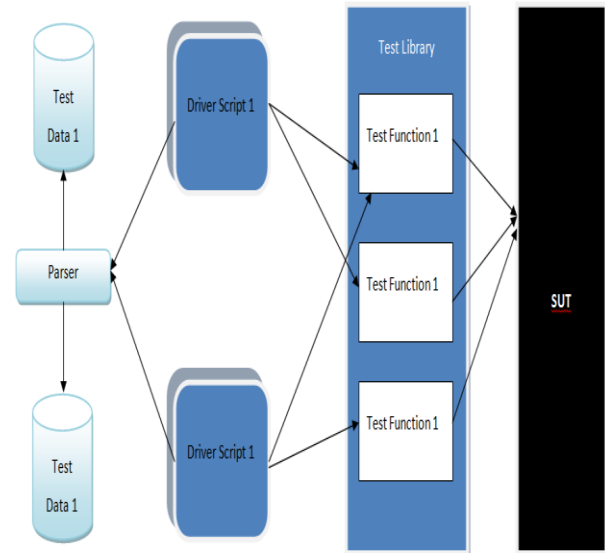 Test
Data 1
Driver Script 1
Test Library
Test Function 1
Parser
Test Function 1
SUT
Test
Data 1
Driver Script 1
Test Function 1